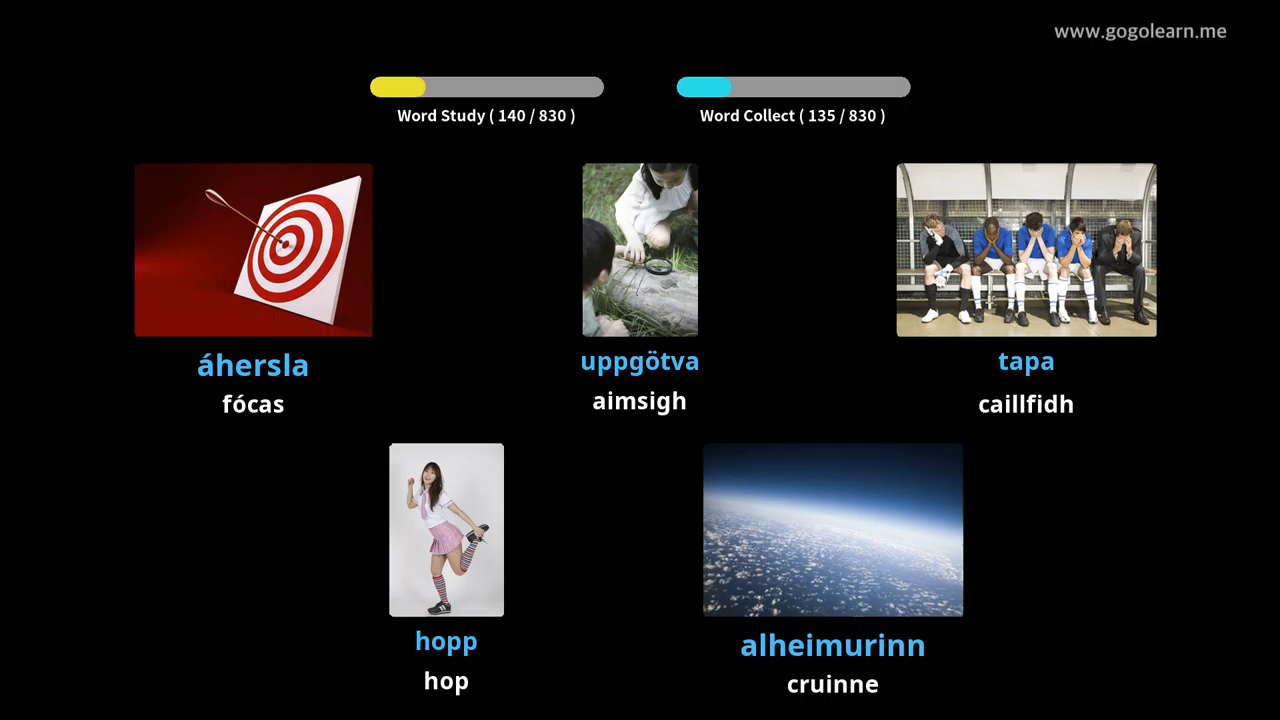 www.gogolearn.me
Word Study ( 140 / 830 )
Word Collect ( 135 / 830 )
áhersla
fócas
uppgötva
aimsigh
tapa
caillfidh
hopp
hop
alheimurinn
cruinne